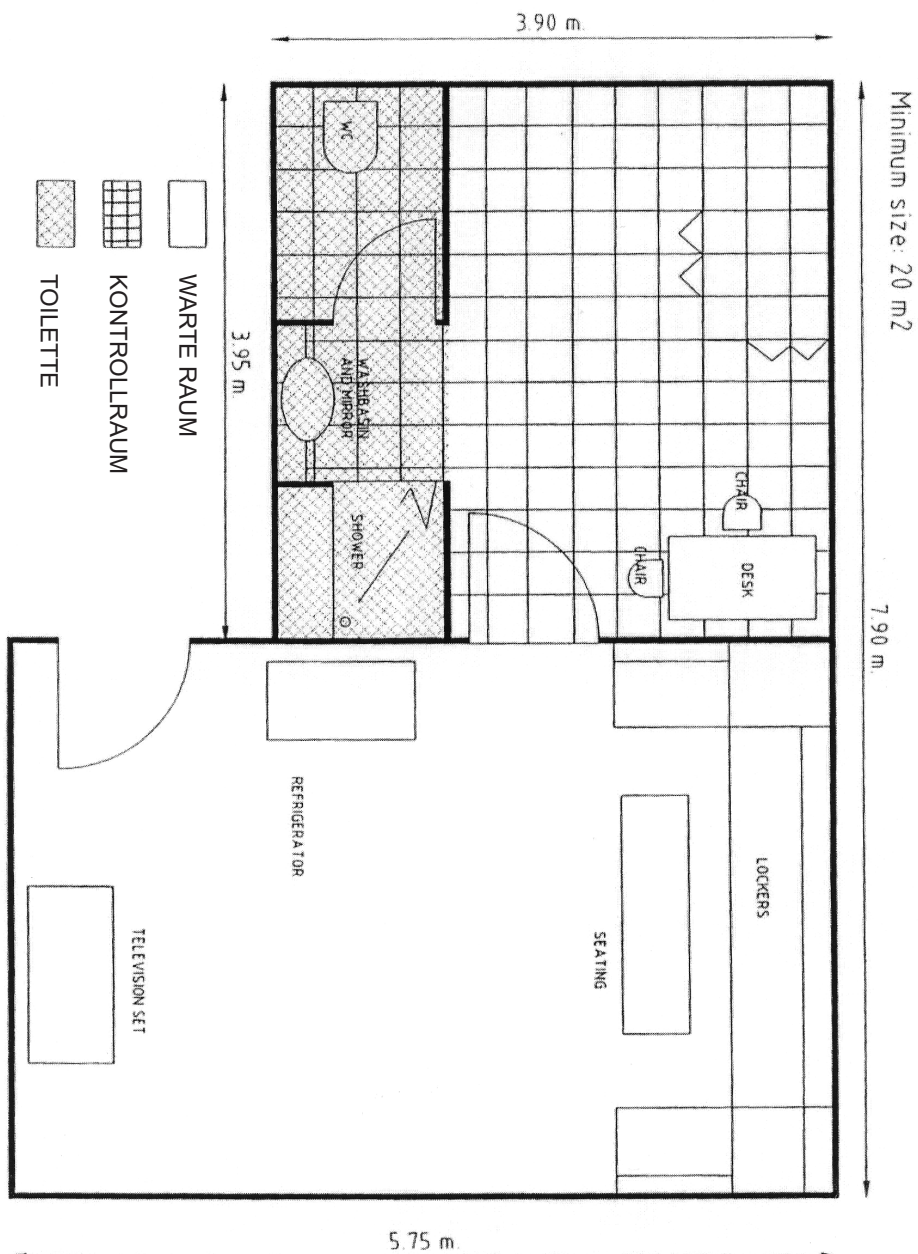 Minimum size: 20 m2
7.90 m.
3.90 m.
5.75 m.
3.95 m.
WC
WASHBASIN
AND MIRROR
SHOWER
CHAIR
CHAIR
DESK
LOCKERS
SEATING
REFRIGERATOR
TELEVISION SET
WARTE RAUM
KONTROLLRAUM
TOILETTE